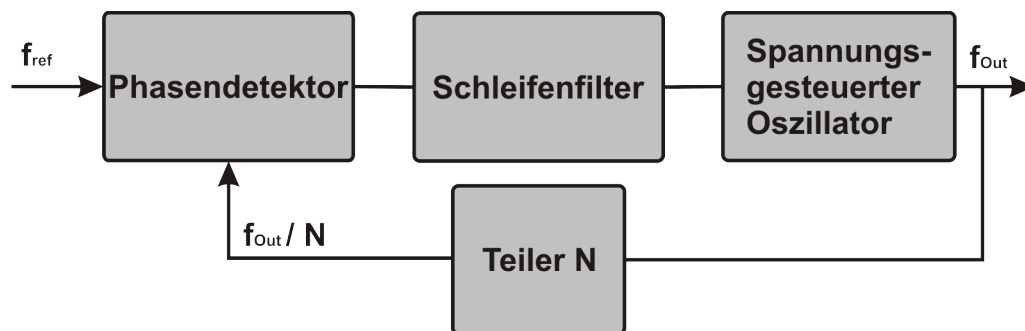 fref
Phasendetektor
Schleifenfilter
Spannungs-
gesteuerter
Oszillator
fOut
fOut / N
Teiler N